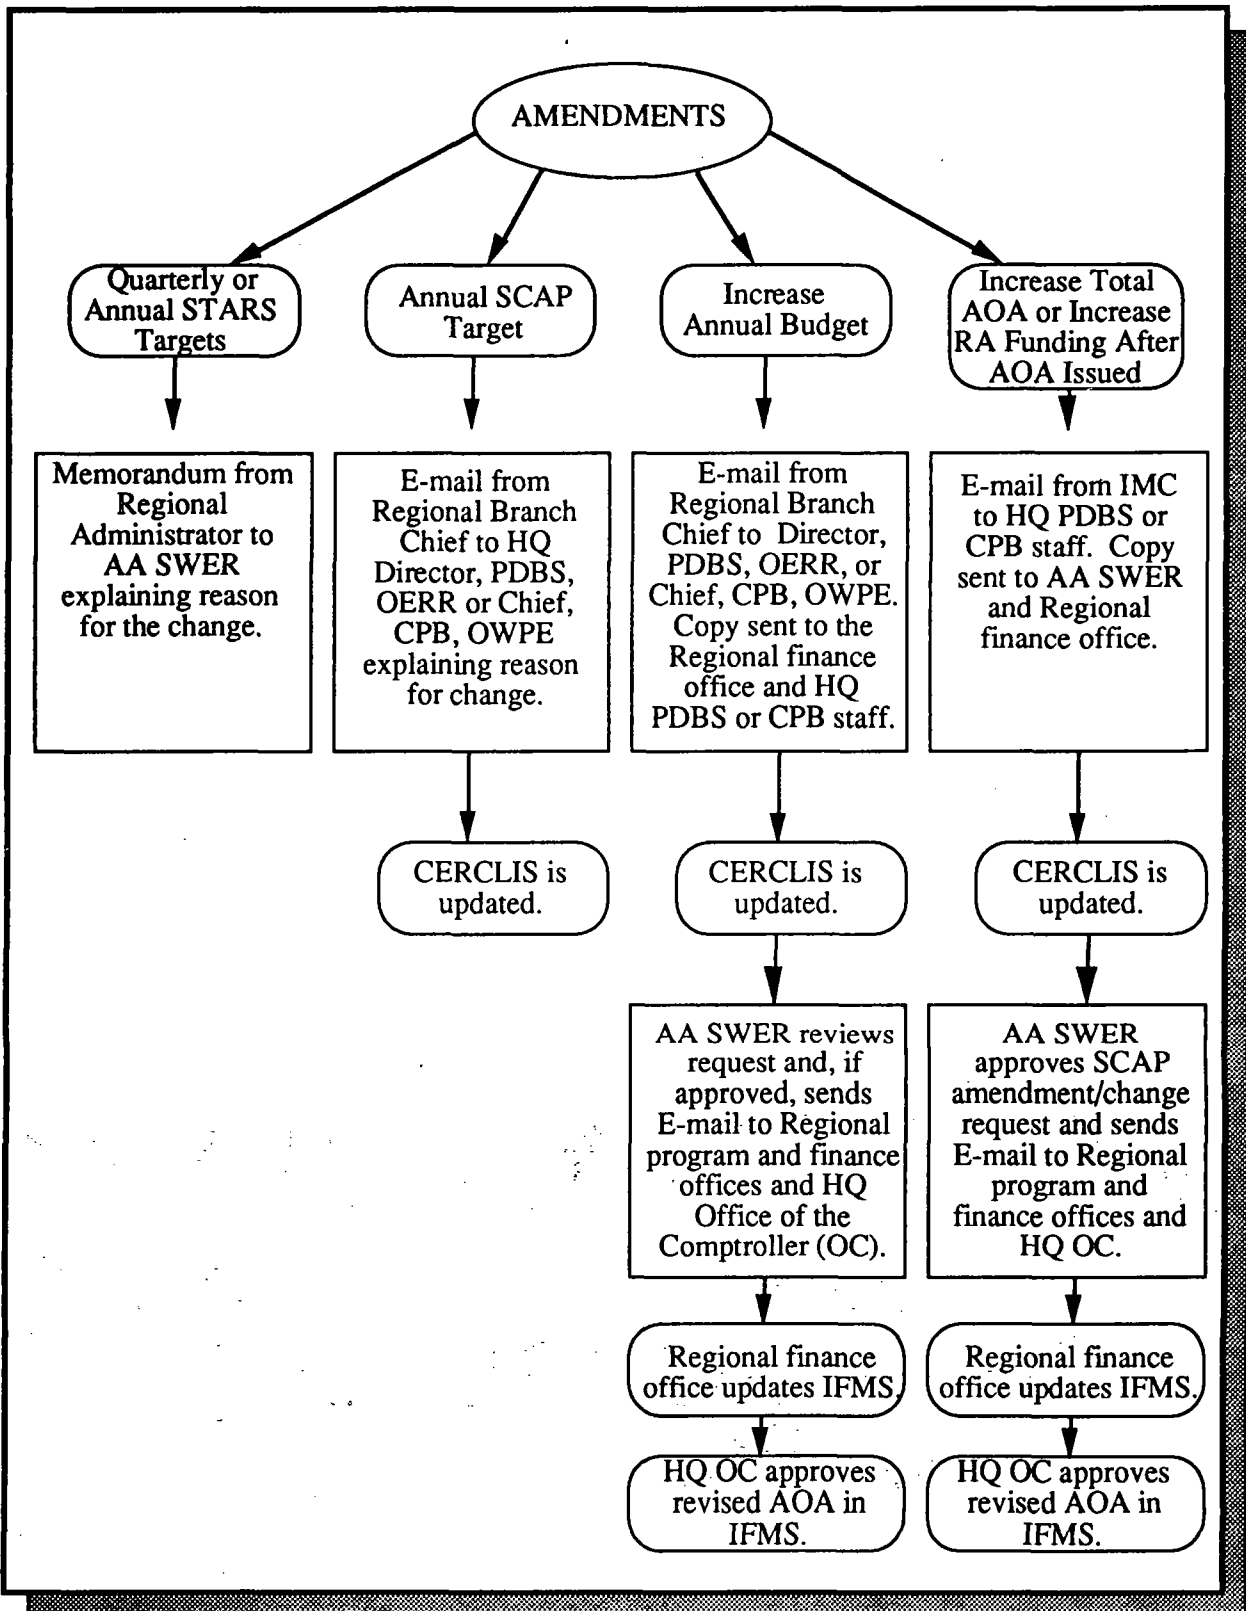 AMENDMENTS
Quarterly or
Annual STARS
Targets
Annual SCAP
Target
Increase
Annual Budget
Increase Total
AOA or Increase
RA Funding After
AOA Issued
Memorandum from
Regional
Administrator to
AA SWER
explaining reason
for the change.
E-mail from
Regional Branch
Chief to HQ
Director, PDBS,
OERR or Chief,
CPB, OWPE
explaining reason
for change.
E-mail from
Regional Branch
Chief to Director,
PDBS, OERR, or
Chief, CPB, OWPE.
Copy sent to the
Regional finance
office and HQ
PDBS or CPB staff.
E-mail from IMC
to HQ PDBS or
CPB staff. Copy
sent to AA SWER
and Regional
finance office.
CERCLIS is
updated.
CERCLIS is
updated.
CERCLIS is
updated.
AA SWER reviews
request and, if
approved, sends
E-mail to Regional
program and finance
offices and HQ
Office of the
Comptroller (OC).
AA SWER
approves SCAP
amendment/change
request and sends
E-mail to Regional
program and
finance offices and
HQ OC.
Regional finance
office updates IFMS.
Regional finance
office updates IFMS.
HQ OC approves
revised AOA in
IFMS.
HQ OC approves
revised AOA in
IFMS.